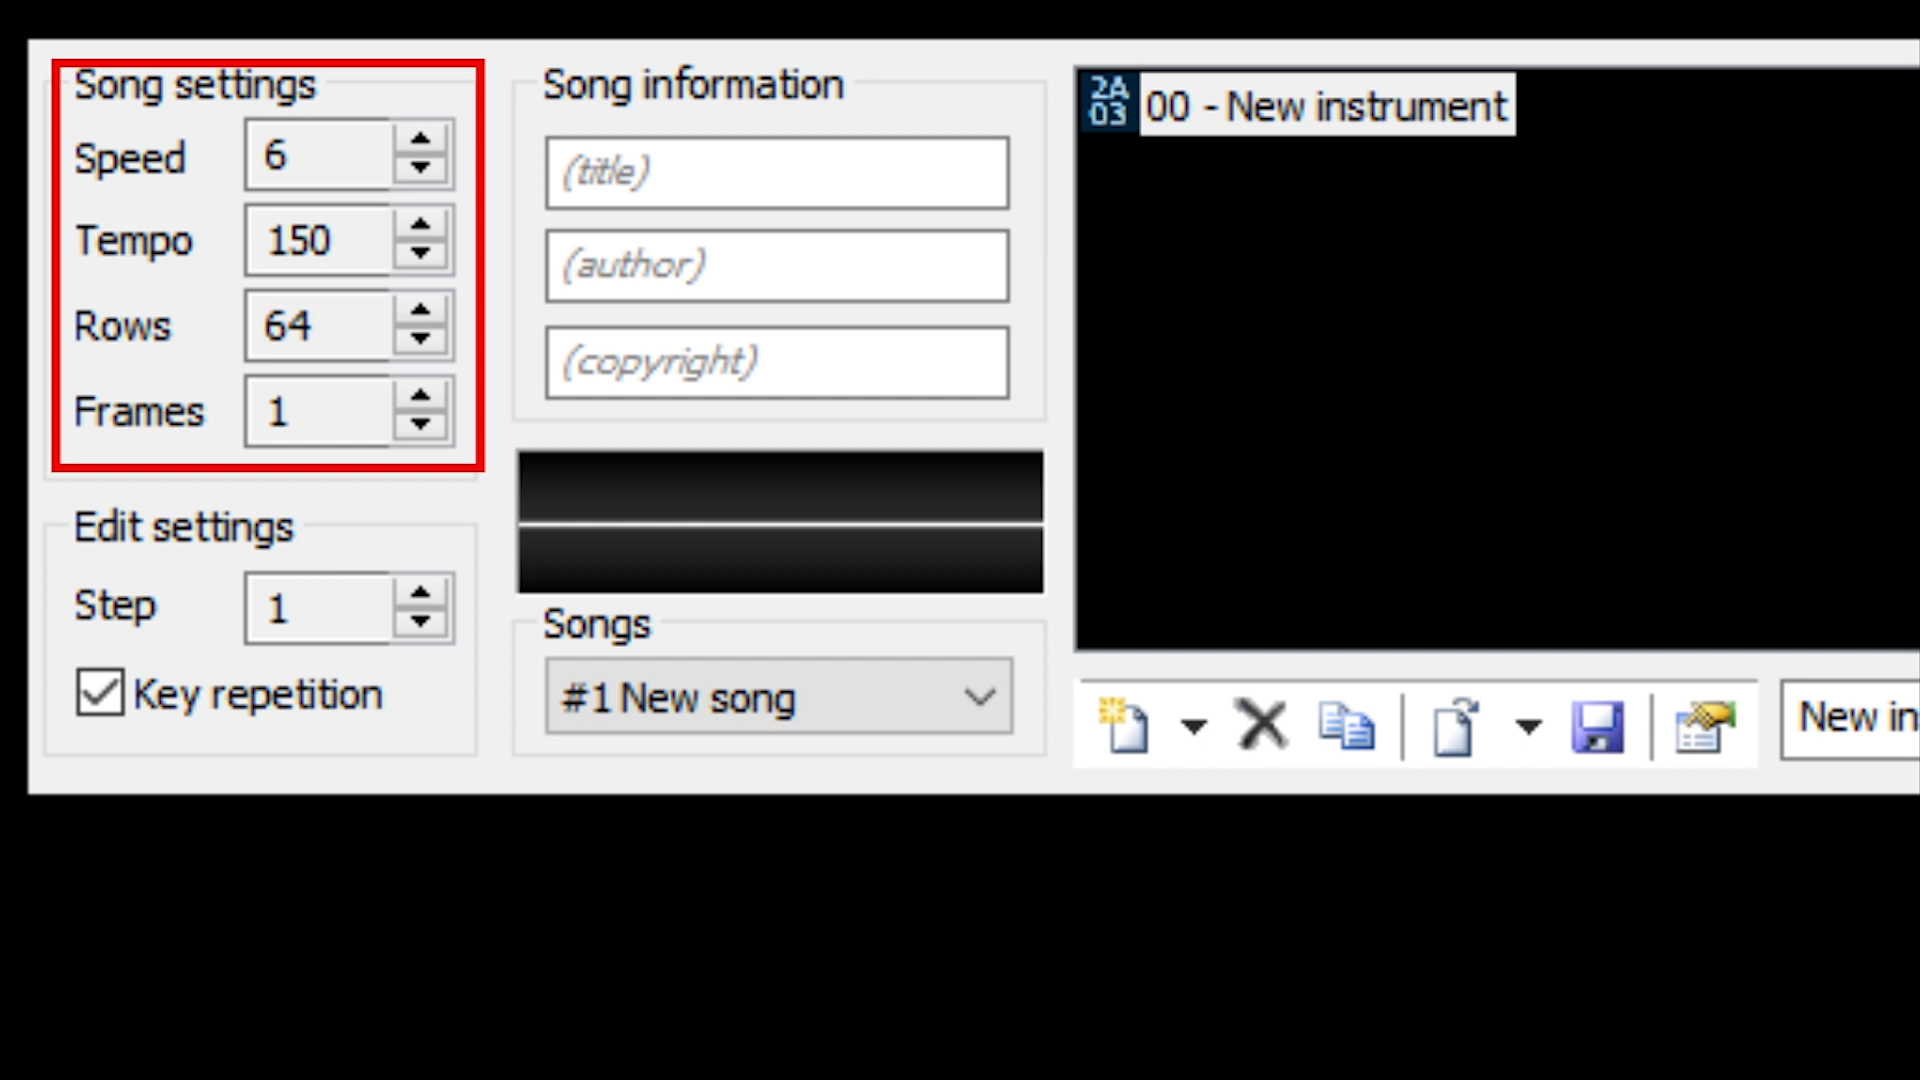 Song settings
Speed 6
Tempo 150
Rows 64
Frames 1
Edit settings
Step 1
Key repetition
Song information
(title)
(author)
(copyright)
Songs
#1 New song
2A
03
00 - New instrument
New in